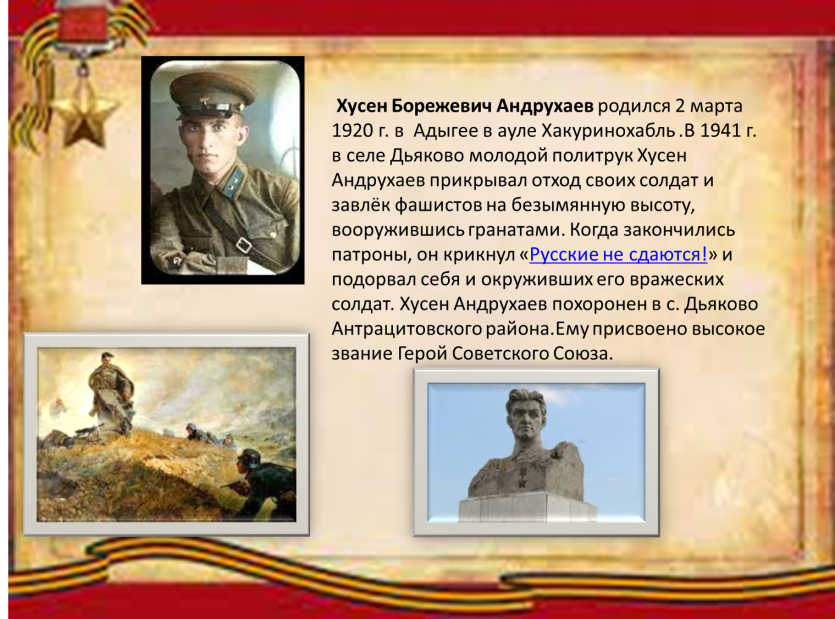 Хусен Борежевич Андрухаев родился 2 марта
1920 г. в  Адыгее в ауле Хакуринохабль .В 1941 г.
в селе Дьяково молодой политрук Хусен
Андрухаев прикрывал отход своих солдат и
завлёк фашистов на безымянную высоту,
вооружившись гранатами. Когда закончились
патроны, он крикнул «Русские не сдаются!» и
подорвал себя и окруживших его вражеских
солдат. Хусен Андрухаев похоронен в с. Дьяково
Антрацитовского района.Ему присвоено высокое
звание Герой Советского Союза.